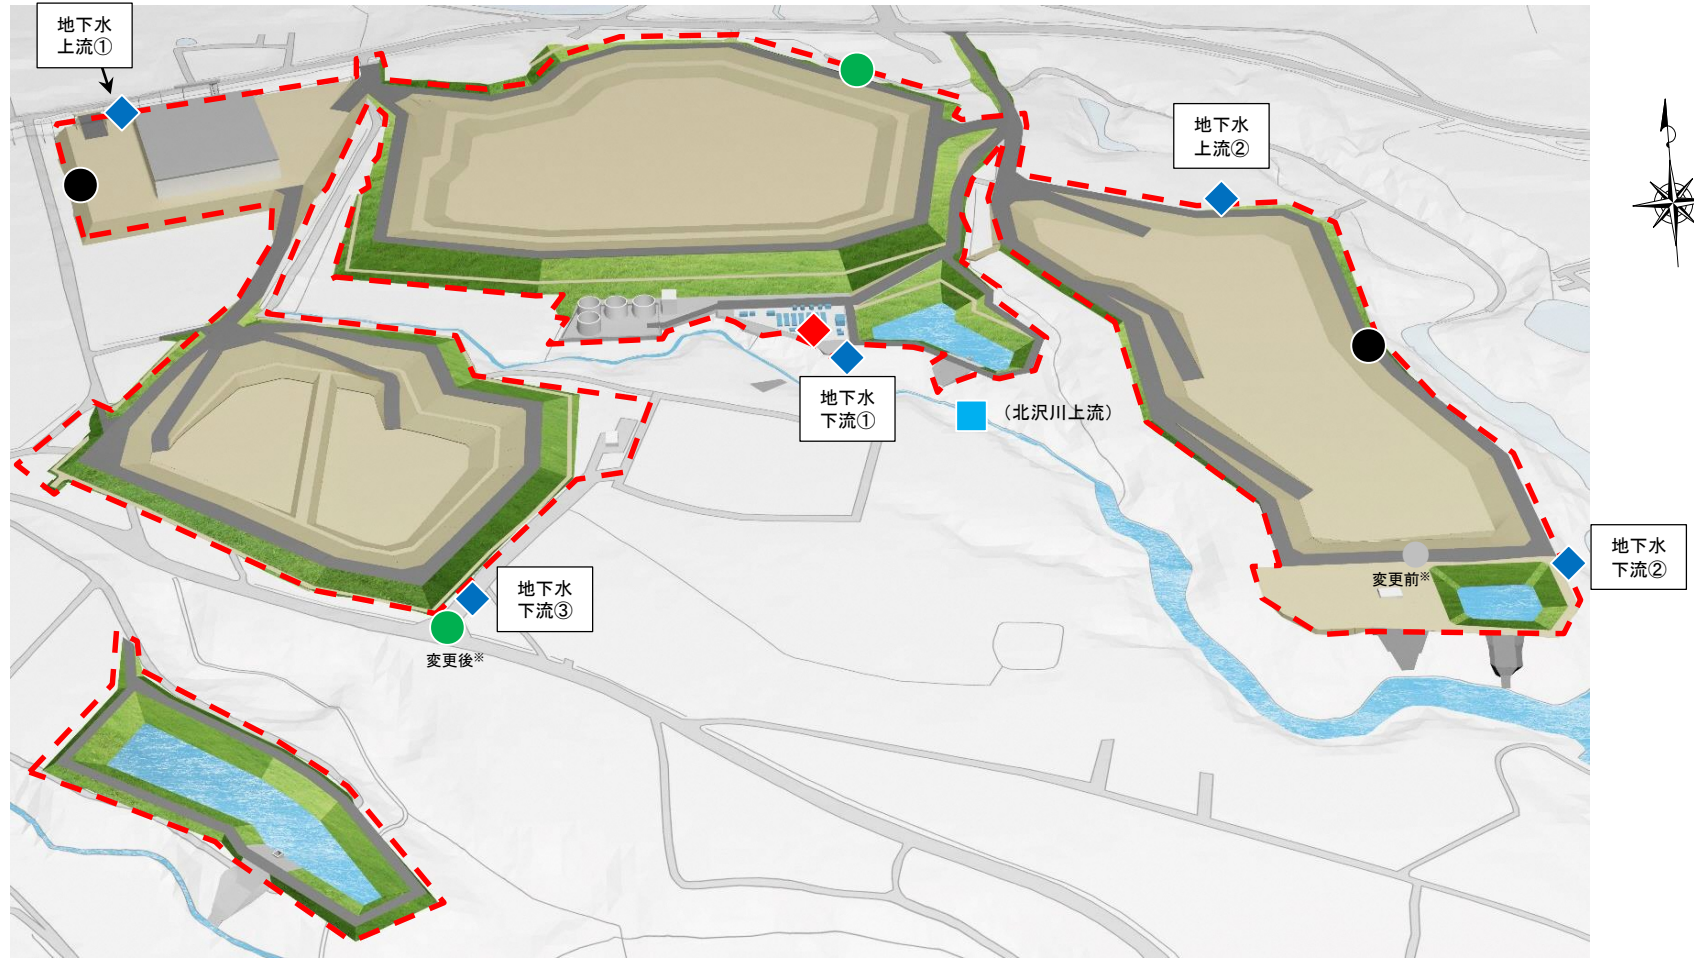 地下水
上流①
地下水
上流②
地下水
下流①
（北沢川上流）
地下水
下流②
変更前※
地下水
下流③
変更後※